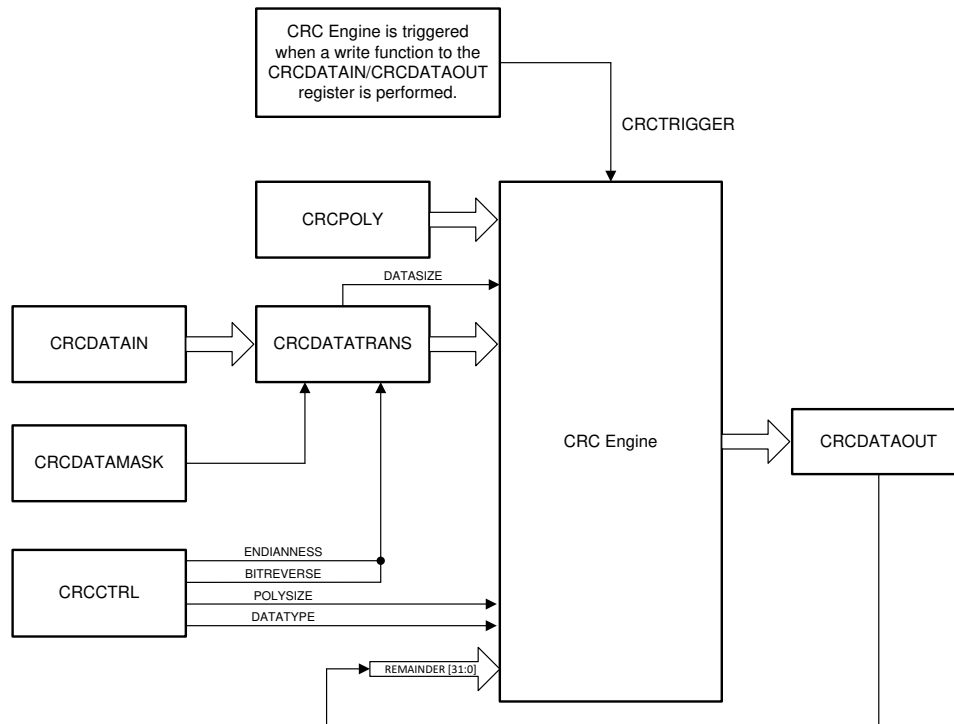 CRC Engine is triggered
when a write function to the
CRCDATAIN/CRCDATAOUT
register is performed.
CRCTRIGGER
CRCPOLY
DATASIZE
CRCDATAIN
CRCDATATRANS
CRCDATAMASK
CRC Engine
CRCDATAOUT
CRCCTRL
ENDIANNESS
BITREVERSE
POLYSIZE
DATATYPE
REMAINDER [31:0]